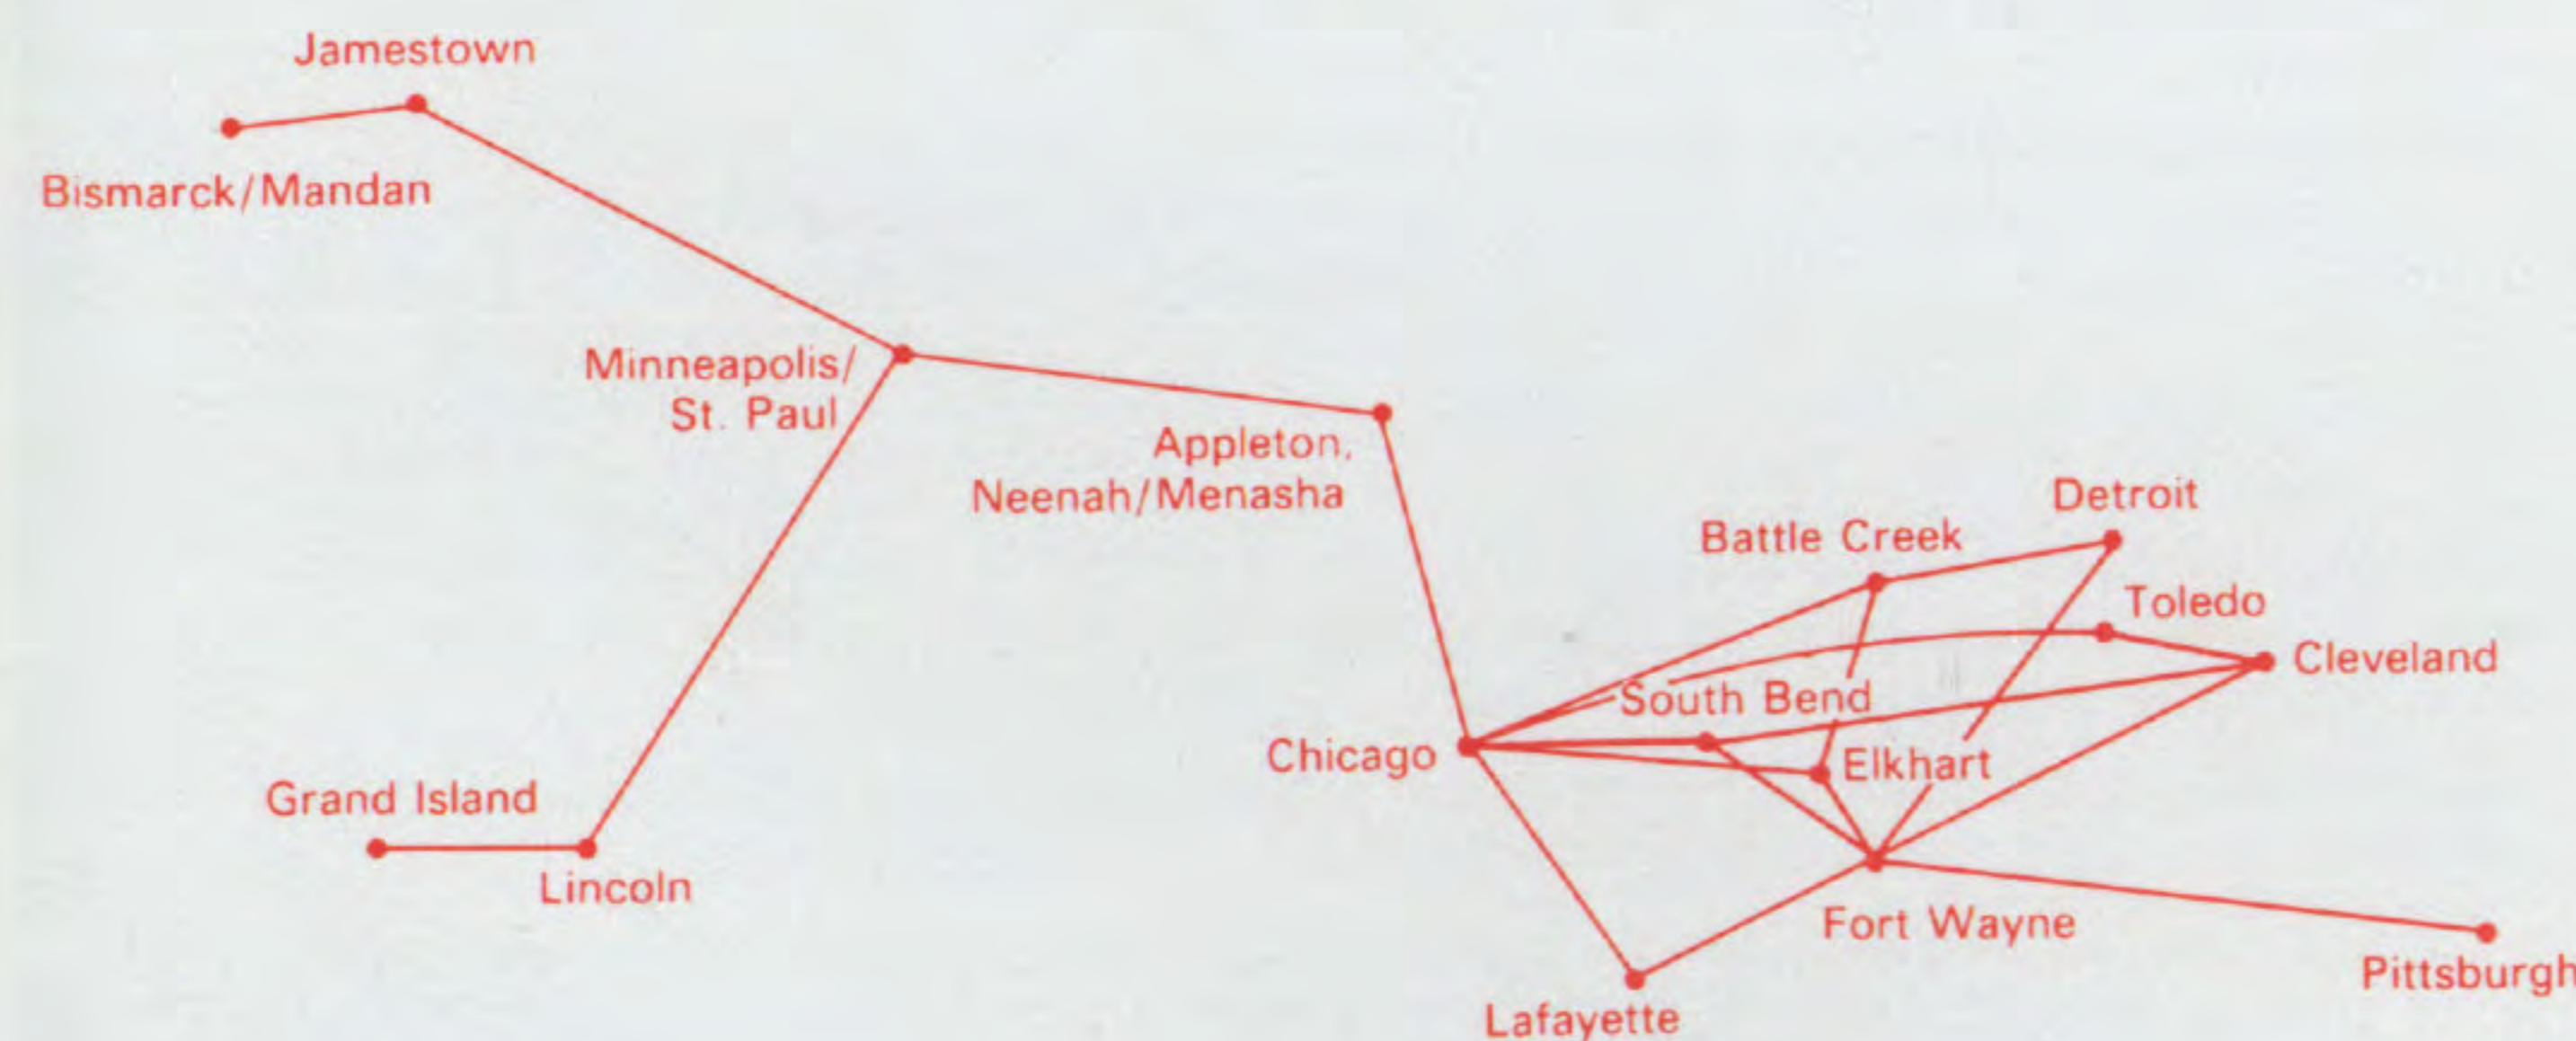 Jamestown
Bismarck/Mandan
Minneapolis/
St. Paul
Appleton,
Neenah/Menasha
Detroit
Battle Creek
Toledo
Cleveland
South Bend
Chicago
Elkhart
Grand Island
Lincoln
Fort Wayne
Pittsburgh
Lafayette